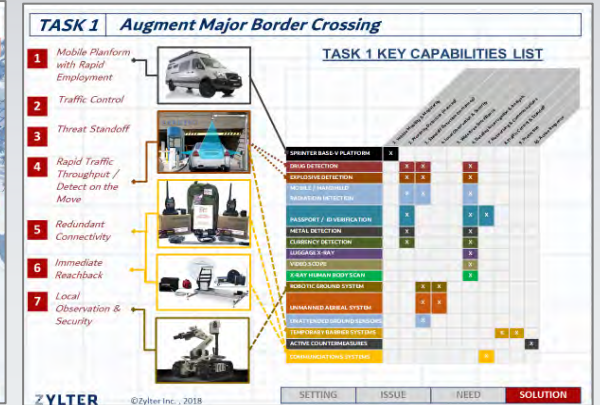 TASK 1 Augment Major Border Crossing
TASK 1 KEY CAPABILITIES LIST
1 Mobile Planform
with Rapid
Employment
2 Traffic Control
3 Threat Standoff
4 Rapid Traffic
Throughput /
Detect on the
Move
5 Redundant
Connectivity
6 Immediate
Reachback
7 Local
Observation &
Security
SPRINTER BASE-V PLATFORM X
DRUG DETECTION X X X
EXPLOSIVE DETECTION X X X
MOBILE / HANDHELD
RADIATION DETECTION X X X
PASSPORT / ID VERIFICATION X X X
METAL DETECTION X X
CURRENCY DETECTION X X
LUGGAGE X-RAY X
VIDEO SCOPE X
X-RAY HUMAN BODY SCAN X
ROBOTIC GROUND SYSTEM X X
UNMANNED AERIAL SYSTEM X X
UNATTENDED GROUND SENSORS X
TEMPORARY BARRIER SYSTEMS X X
ACTIVE COUNTERMEASURES X
COMMUNICATIONS SYSTEMS X
ZYLTER ©Zylter Inc., 2018
SETTING ISSUE NEED SOLUTION